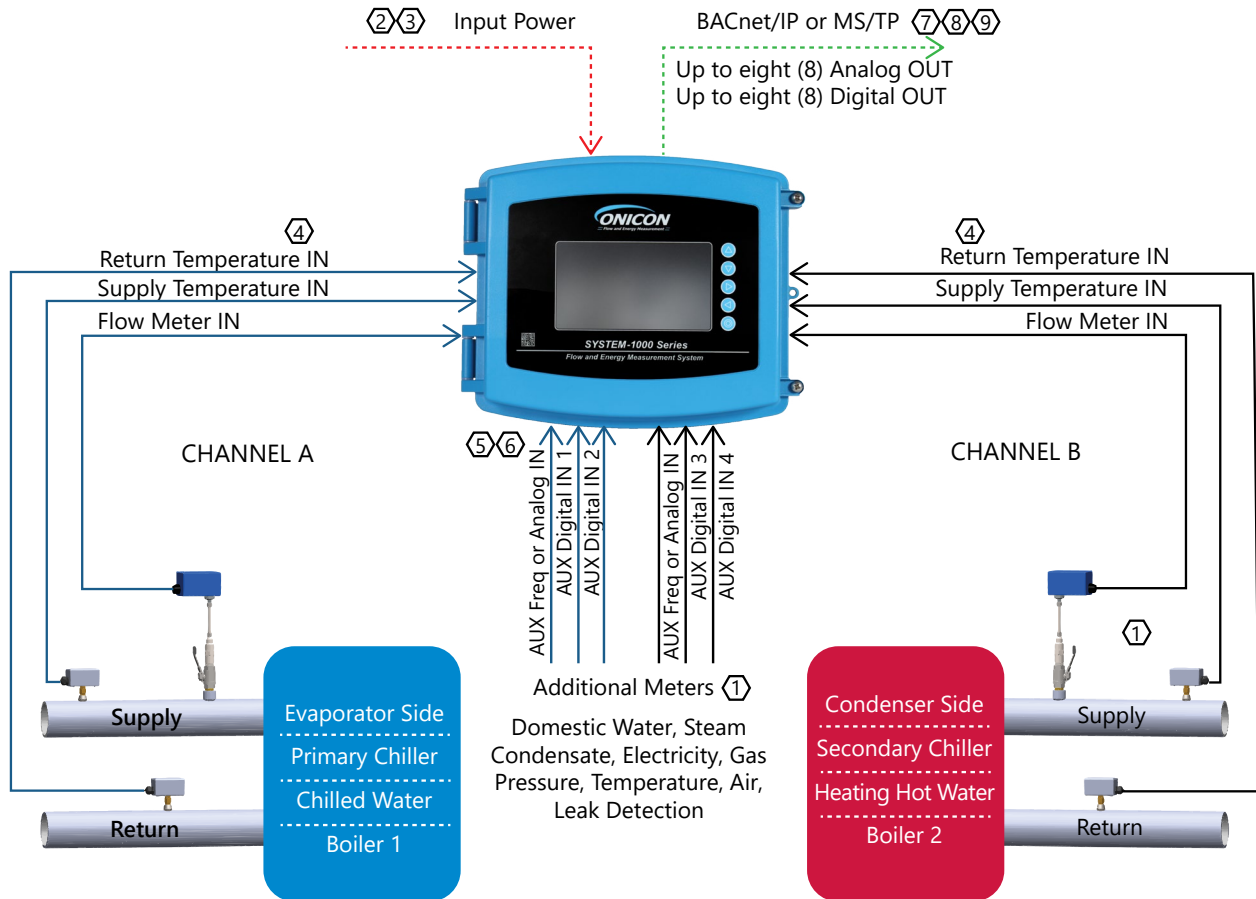 2 3 Input Power
BACnet/IP or MS/TP 7 8 9
Up to eight (8) Analog OUT
Up to eight (8) Digital OUT
ONICON
Flow and Energy Measurement
SYSTEM-1000 Series
Flow and Energy Measurement System
4
Return Temperature IN
Supply Temperature IN
Flow Meter IN
4
Return Temperature IN
Supply Temperature IN
Flow Meter IN
CHANNEL A
5 6
AUX Freq or Analog IN
AUX Digital IN 1
AUX Digital IN 2
AUX Freq or Analog IN
AUX Digital IN 3
AUX Digital IN 4
CHANNEL B
1
Supply
Return
Evaporator Side
Primary Chiller
Chilled Water
Boiler 1
Additional Meters 1
Domestic Water, Steam
Condensate, Electricity, Gas
Pressure, Temperature, Air,
Leak Detection
Condenser Side
Secondary Chiller
Heating Hot Water
Boiler 2
Supply
Return